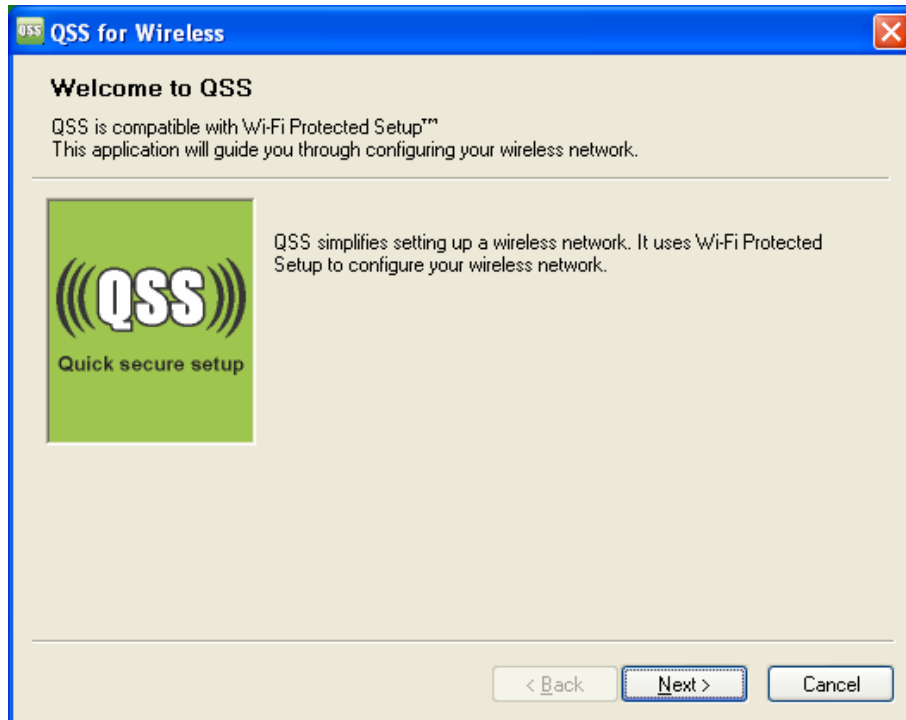 QSS QSS for Wireless
Welcome to QSS
QSS is compatible with Wi-Fi Protected Setup™
This application will guide you through configuring your wireless network.
QSS simplifies setting up a wireless network. It uses Wi-Fi Protected
Setup to configure your wireless network.
(((QSS)))
Quick secure setup
< Back Next > Cancel